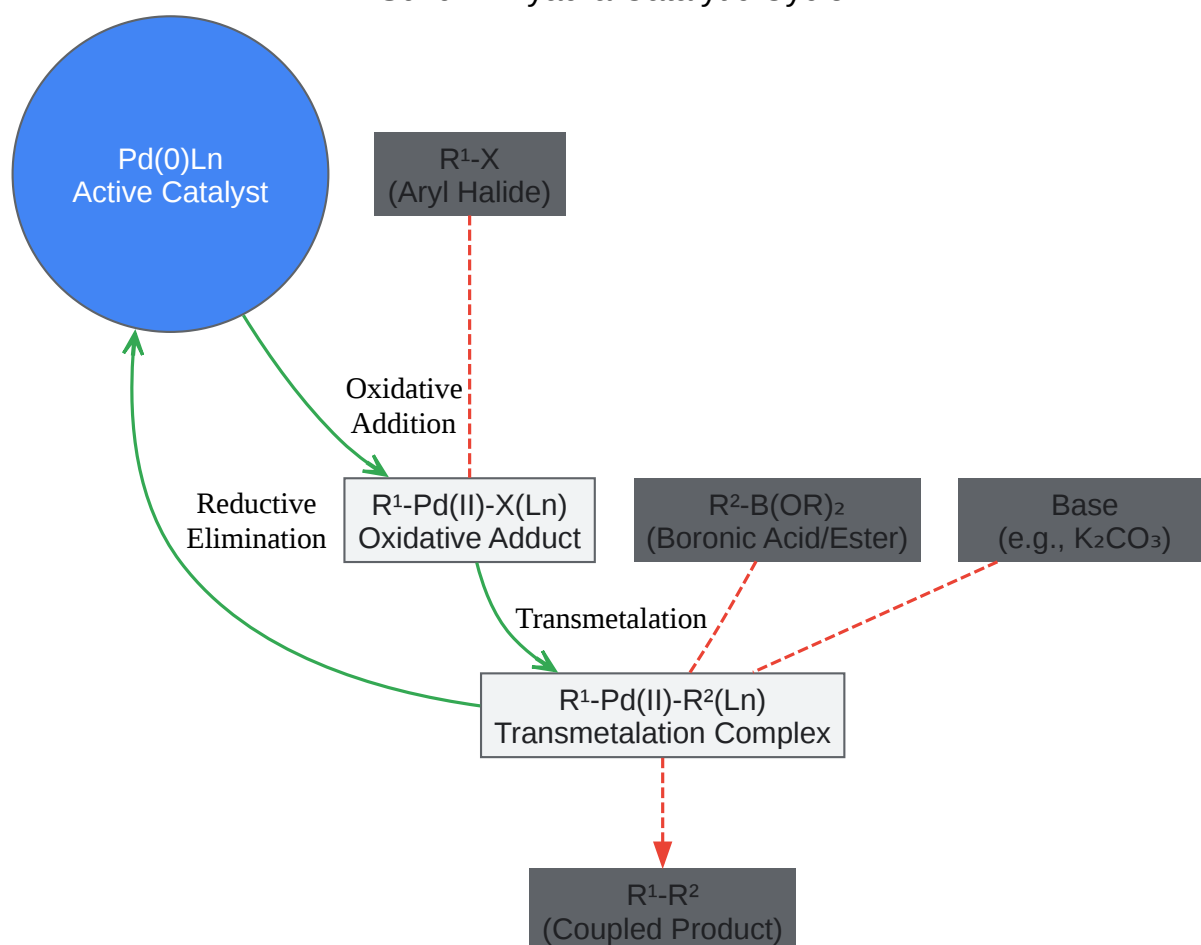 Pd(0)Ln
Active Catalyst
R¹-X
(Aryl Halide)
Oxidative
Addition
Reductive
Elimination
R¹-Pd(II)-X(Ln)
Oxidative Adduct
R²-B(OR)₂
(Boronic Acid/Ester)
Base
(e.g., K₂CO₃)
Transmetalation
R¹-Pd(II)-R²(Ln)
Transmetalation Complex
R¹-R²
(Coupled Product)